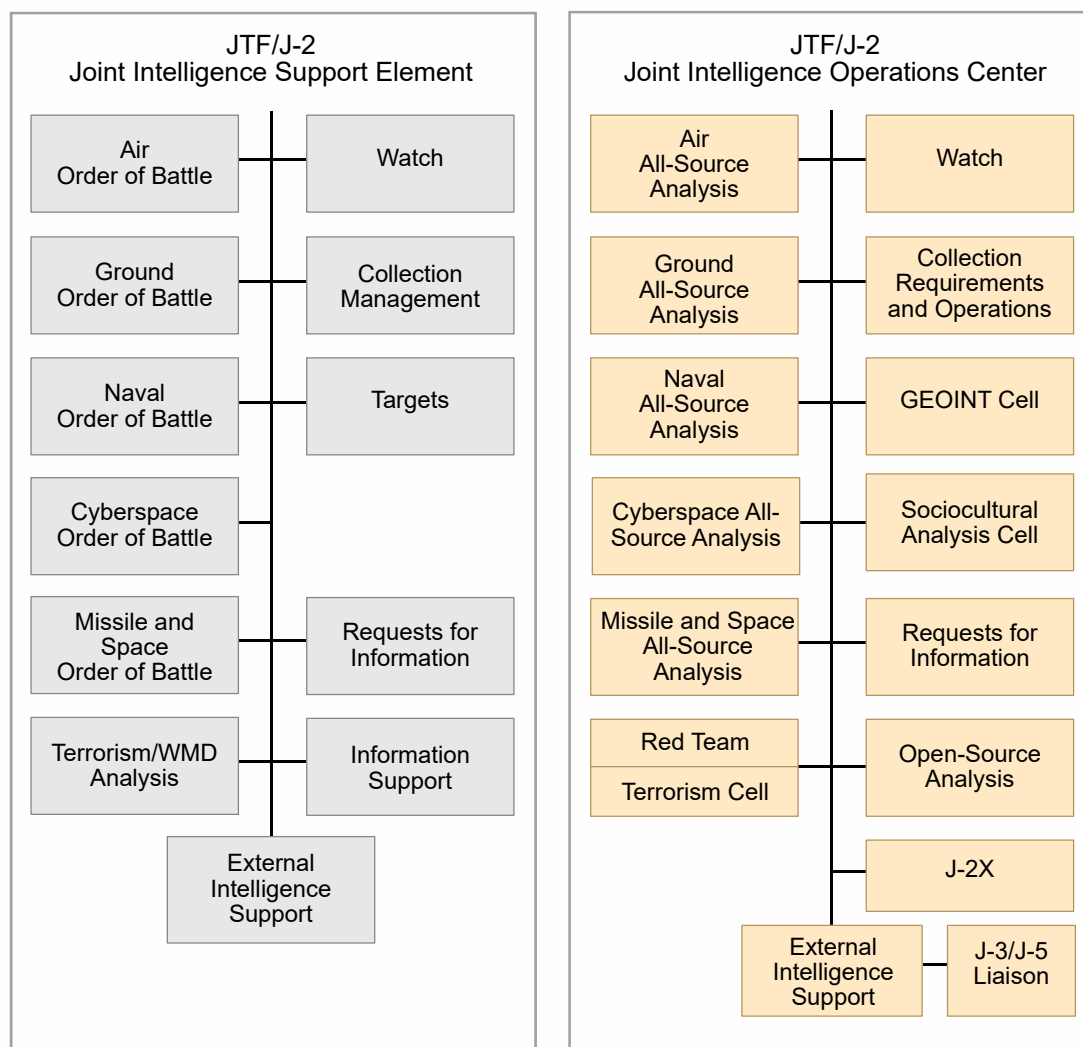 JTF/J-2
Joint Intelligence Support Element
Air
Order of Battle
Watch
Ground
Order of Battle
Collection
Management
Naval
Order of Battle
Targets
Cyberspace
Order of Battle
Missile and
Space
Order of Battle
Requests for
Information
Terrorism/WMD
Analysis
Information
Support
External
Intelligence
Support
JTF/J-2
Joint Intelligence Operations Center
Air
All-Source
Analysis
Watch
Ground
All-Source
Analysis
Collection
Requirements
and Operations
Naval
All-Source
Analysis
GEOINT Cell
Cyberspace All-
Source Analysis
Sociocultural
Analysis Cell
Missile and Space
All-Source
Analysis
Requests for
Information
Red Team
Terrorism Cell
Open-Source
Analysis
J-2X
External
Intelligence
Support
J-3/J-5
Liaison